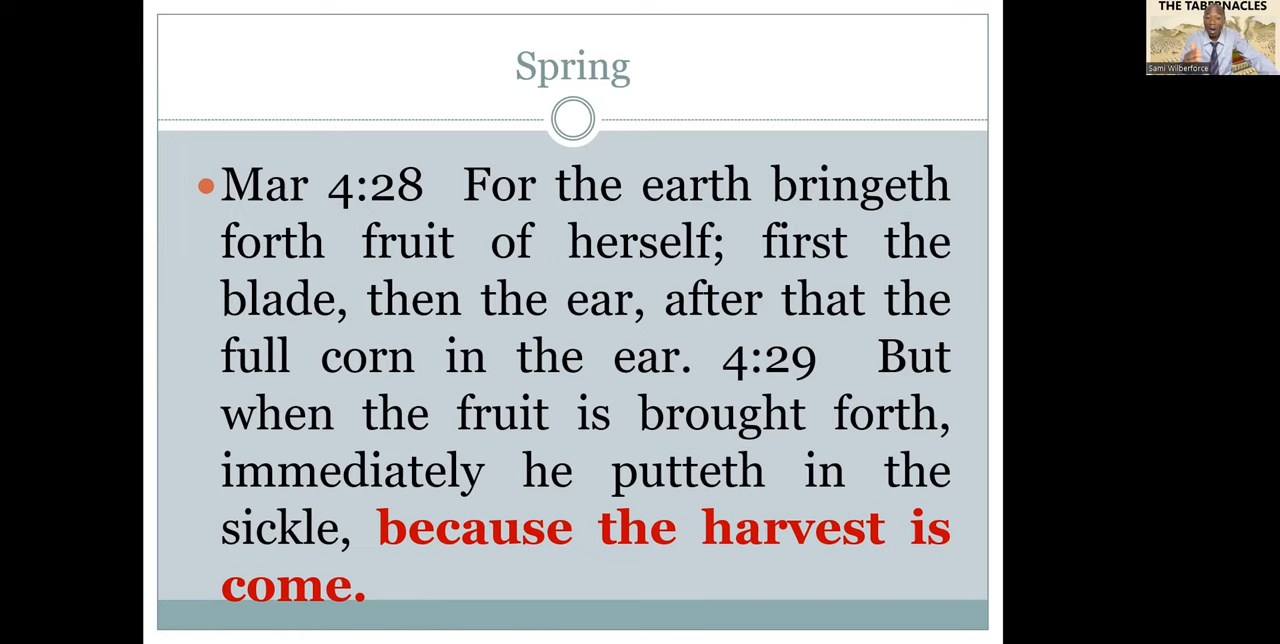 THE TABERNACLES
Sami Wilberforce
Spring
Mar 4:28 For the earth bringeth
forth fruit of herself; first the
blade, then the ear, after that the
full corn in the ear. 4:29 But
when the fruit is brought forth,
immediately he putteth in the
sickle, because the harvest is
come.